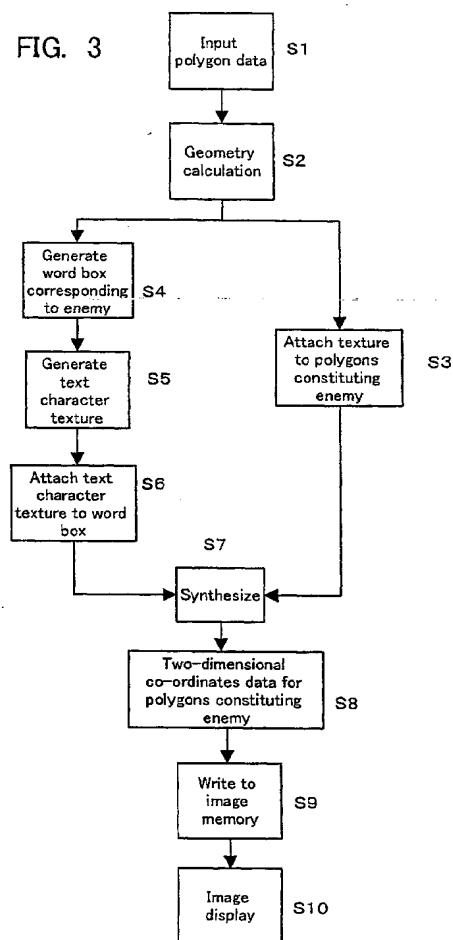 FIG. 3
Input
polygon data
S1
Geometry
calculation
S2
Generate
word box
corresponding
to enemy
S4
Attach texture
to polygons
constituting
enemy
S3
Generate
text
character
texture
S5
Attach text
character
texture to word
box
S6
S7
Synthesize
Two-dimensional
co-ordinates data for
polygons constituting
enemy
S8
Write to
image
memory
S9
Image
display
S10